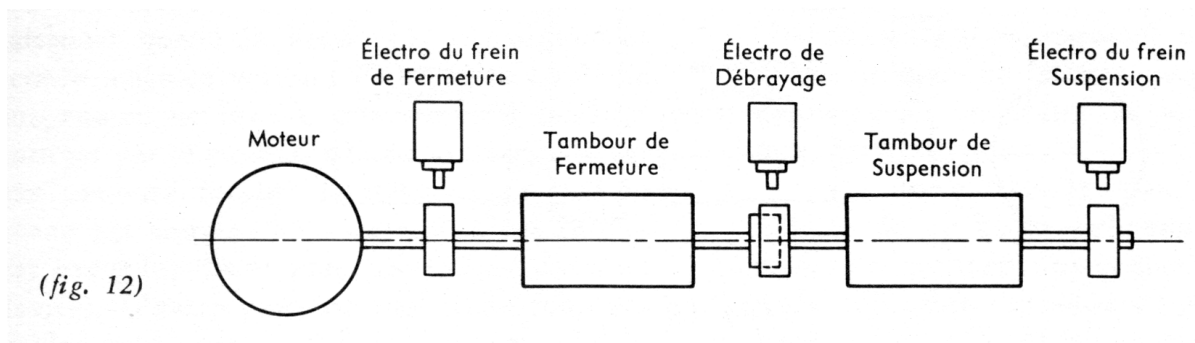 Électro du frein
de Fermeture
Électro de
Débrayage
Électro du frein
Suspension
Moteur
Tambour de
Fermeture
Tambour de
Suspension
(fig. 12)